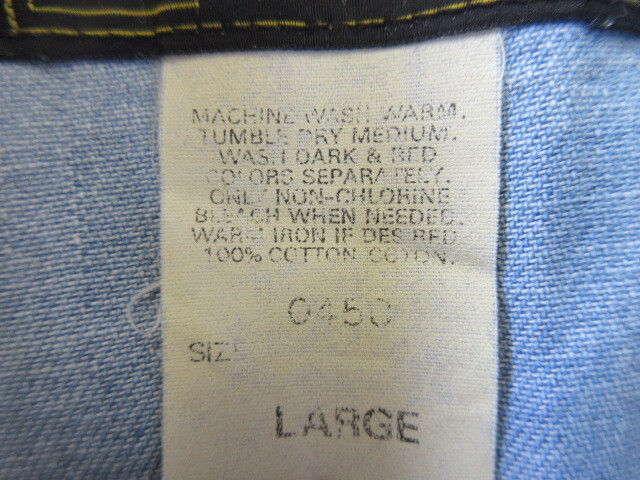 MACHINE WASH WARM.
TUMBLE DRY MEDIUM.
WASH DARK & RED
COLORS SEPARATELY.
ONLY NON-CHLORINE
BLEACH WHEN NEEDED.
WARM IRON IF DESIRED
100% COTTON COTON.
0453
SIZE
LARGE